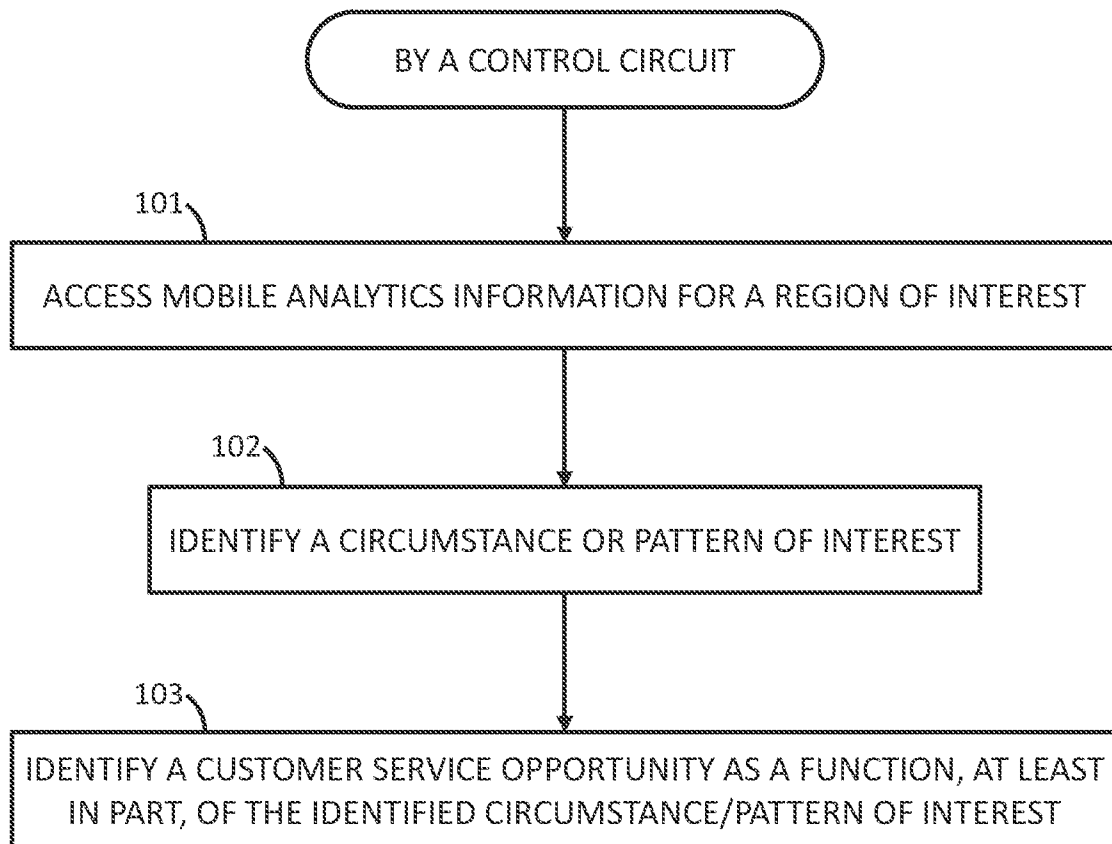 BY A CONTROL CIRCUIT
101
ACCESS MOBILE ANALYTICS INFORMATION FOR A REGION OF INTEREST
102
IDENTIFY A CIRCUMSTANCE OR PATTERN OF INTEREST
103
IDENTIFY A CUSTOMER SERVICE OPPORTUNITY AS A FUNCTION, AT LEAST
IN PART, OF THE IDENTIFIED CIRCUMSTANCE/PATTERN OF INTEREST